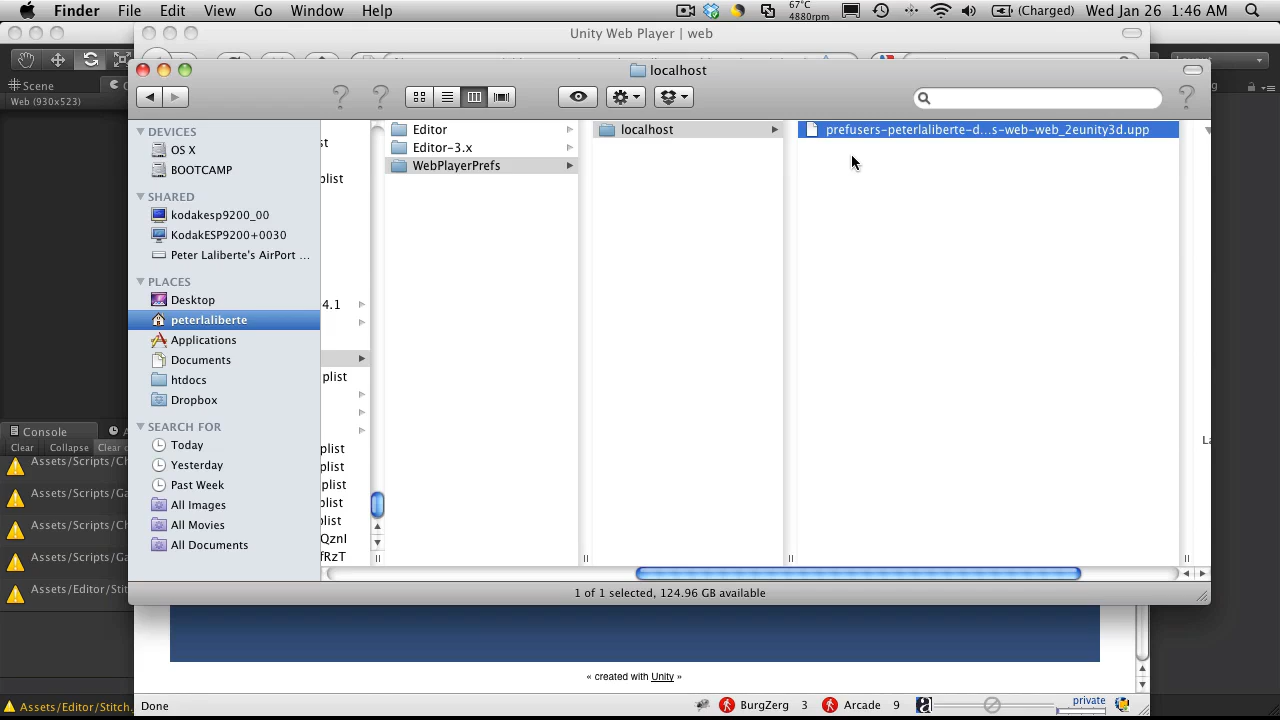 Finder File Edit View Go Window Help 67°C 4880rpm (Charged) Wed Jan 26 1:46 AM
Unity Web Player | web
localhost
Scene
Web (930x523)
DEVICES
OS X
BOOTCAMP
SHARED
kodakesp9200_00
KodakESP9200+0030
Peter Laliberte's AirPort ...
PLACES
Desktop
peterlaliberte
Applications
Documents
htdocs
Dropbox
SEARCH FOR
Today
Yesterday
Past Week
All Images
All Movies
All Documents
st
plist
4.1
plist
plist
plist
plist
plist
plist
QznI
fRzT
Editor
Editor-3.x
WebPlayerPrefs
localhost
prefusers-peterlaliberte-d...s-web-web_2eunity3d.upp
1 of 1 selected, 124.96 GB available
Console
Clear Collapse Clear
Assets/Scripts/Ch
Assets/Scripts/Ga
Assets/Scripts/Ch
Assets/Scripts/Ga
Assets/Editor/Stit
Assets/Editor/Stitch.
« created with Unity »
Done BurgZerg 3 Arcade 9 private